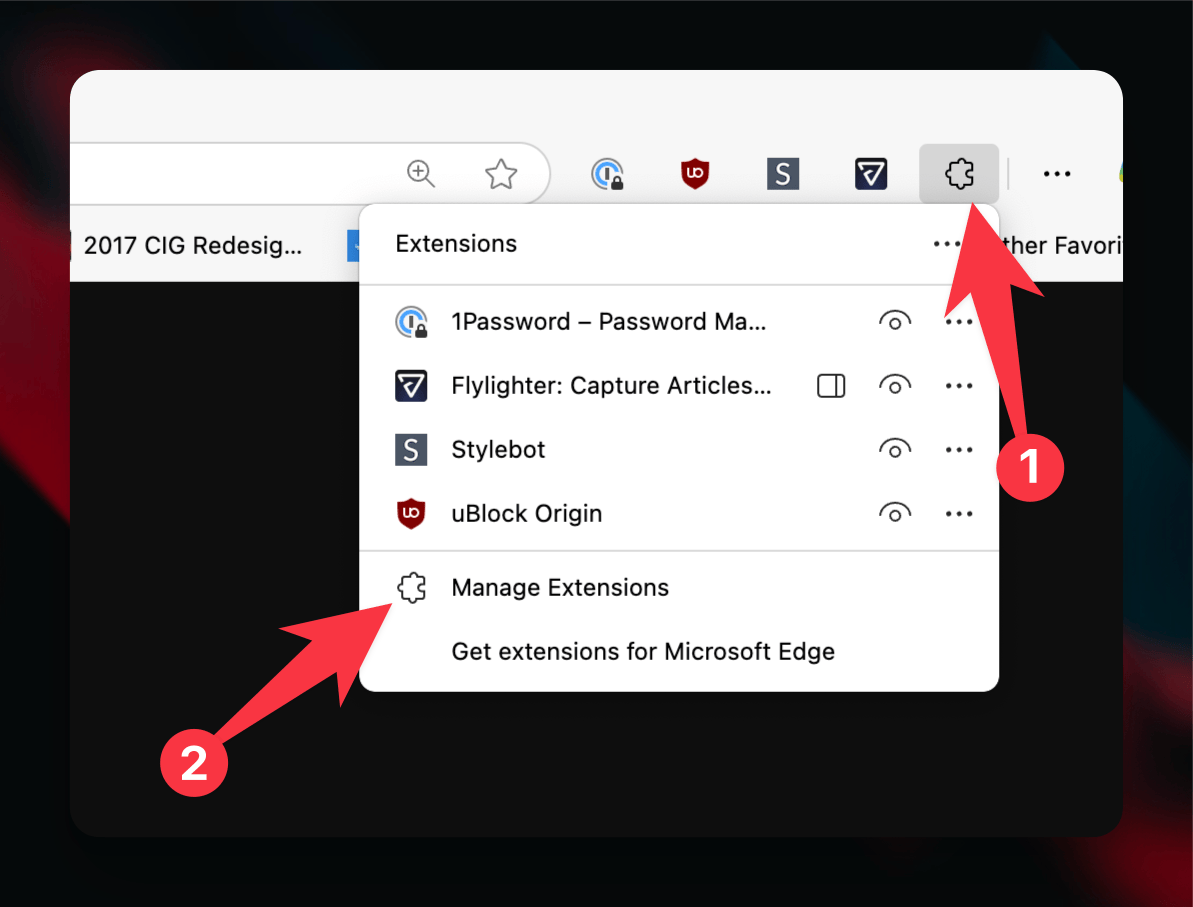 S
2017 CIG Redesig...
Extensions
ther Favori
1Password – Password Ma...
Flylighter: Capture Articles...
S Stylebot
uBlock Origin
1
Manage Extensions
Get extensions for Microsoft Edge
2